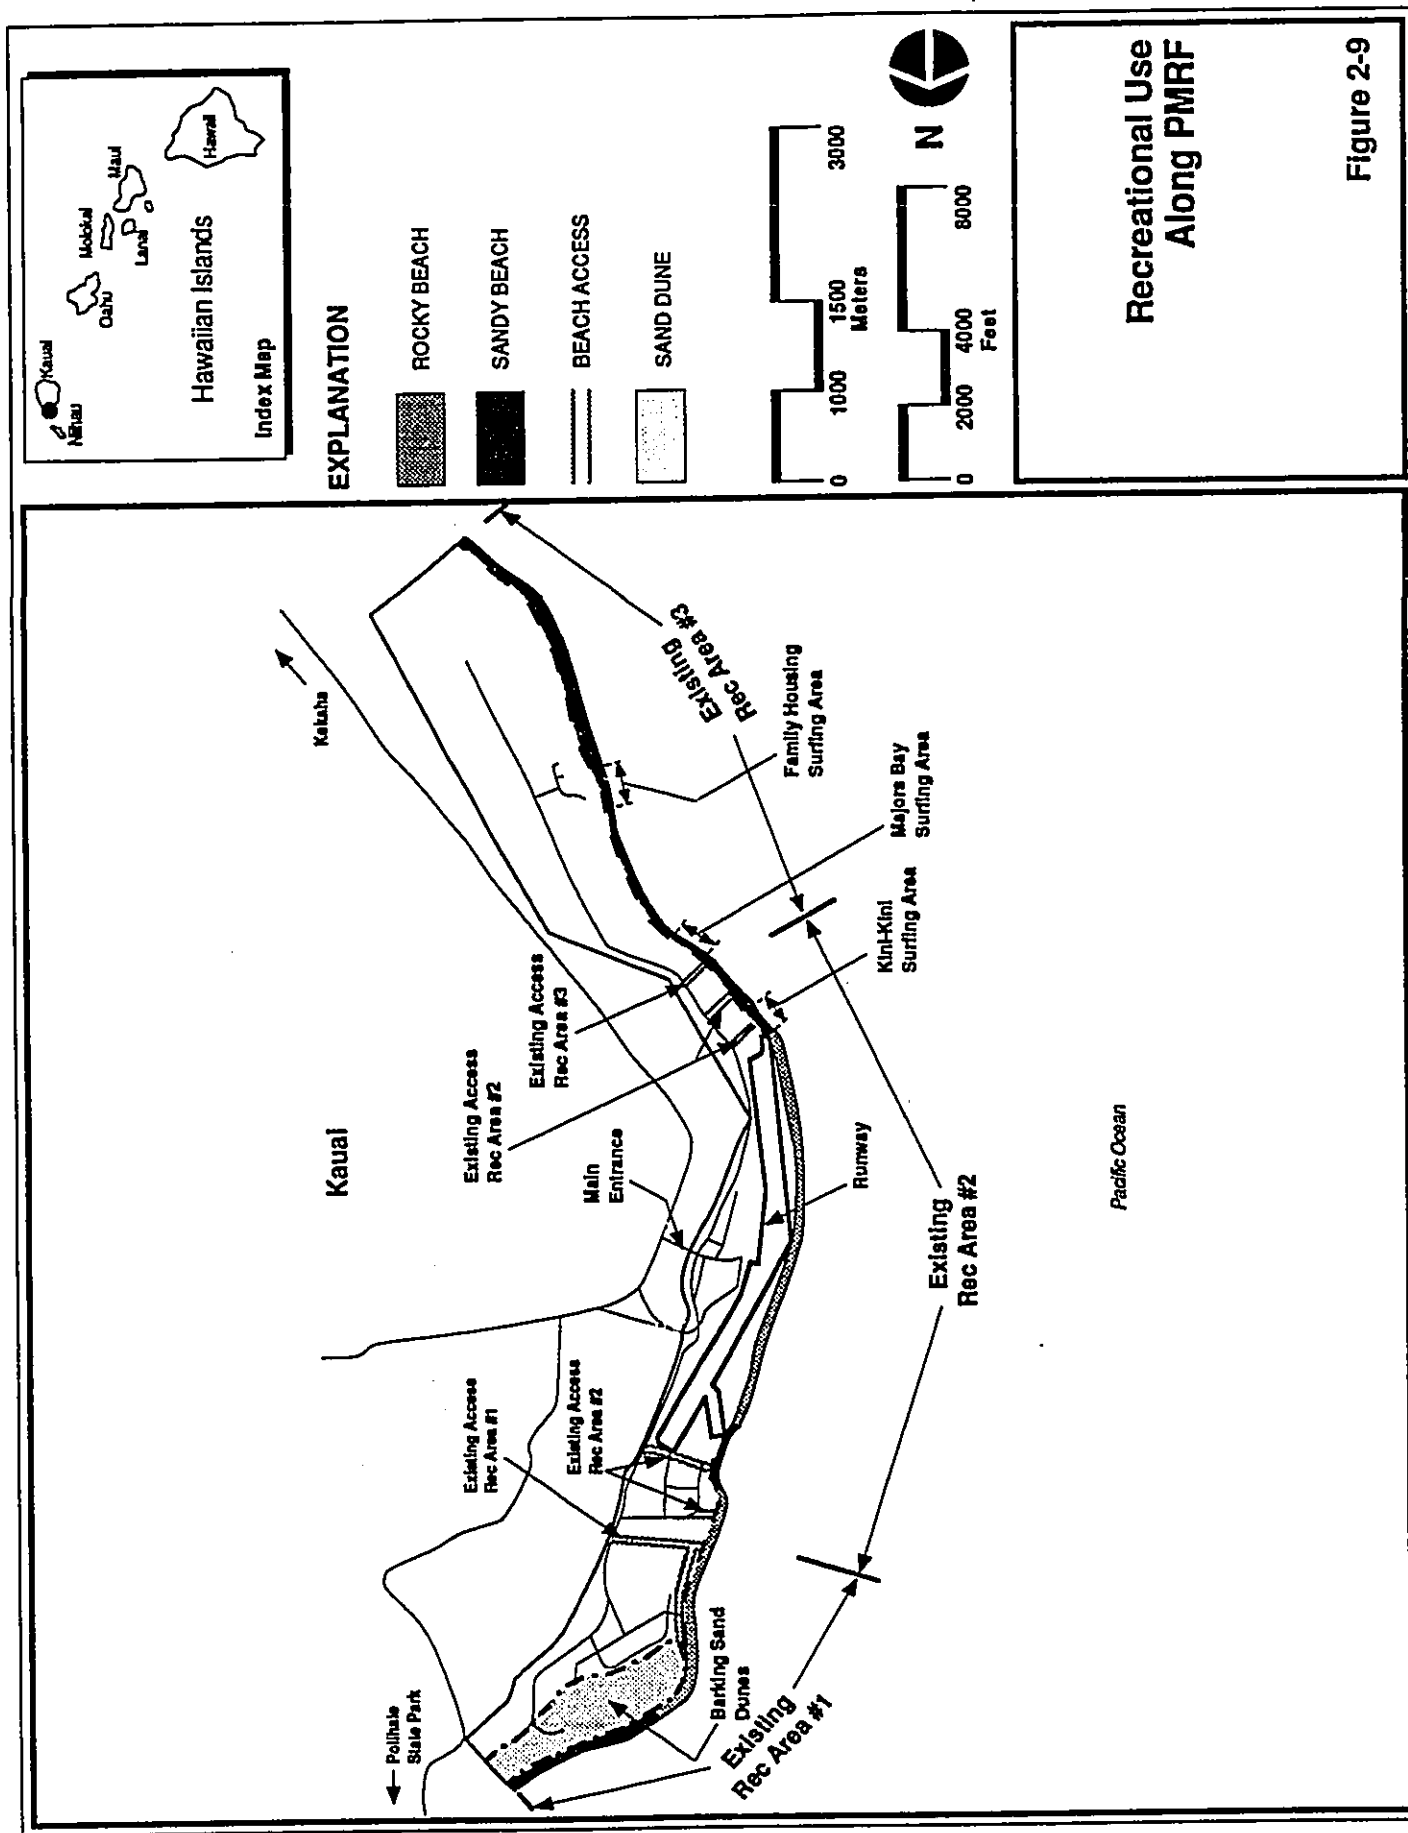 Kauai
Niihau
Oahu
Molokai
Maui
Lanai
Hawaii
Hawaiian Islands
Index Map
EXPLANATION
ROCKY BEACH
SANDY BEACH
BEACH ACCESS
SAND DUNE
0
1000
1500
3000
Meters
0
2000
4000
8000
Feet
N
Recreational Use
Along PMRF
Figure 2-9
Polihale
State Park
Kauai
Kekaha
Existing Access
Rec Area #1
Existing Access
Rec Area #2
Main
Entrance
Existing Access
Rec Area #2
Existing Access
Rec Area #3
Barking Sand
Dunes
Existing
Rec Area #1
Runway
Existing
Rec Area #2
Kini-Kini
Surfing Area
Majors Bay
Surfing Area
Family Housing
Surfing Area
Existing
Rec Area #3
Pacific Ocean